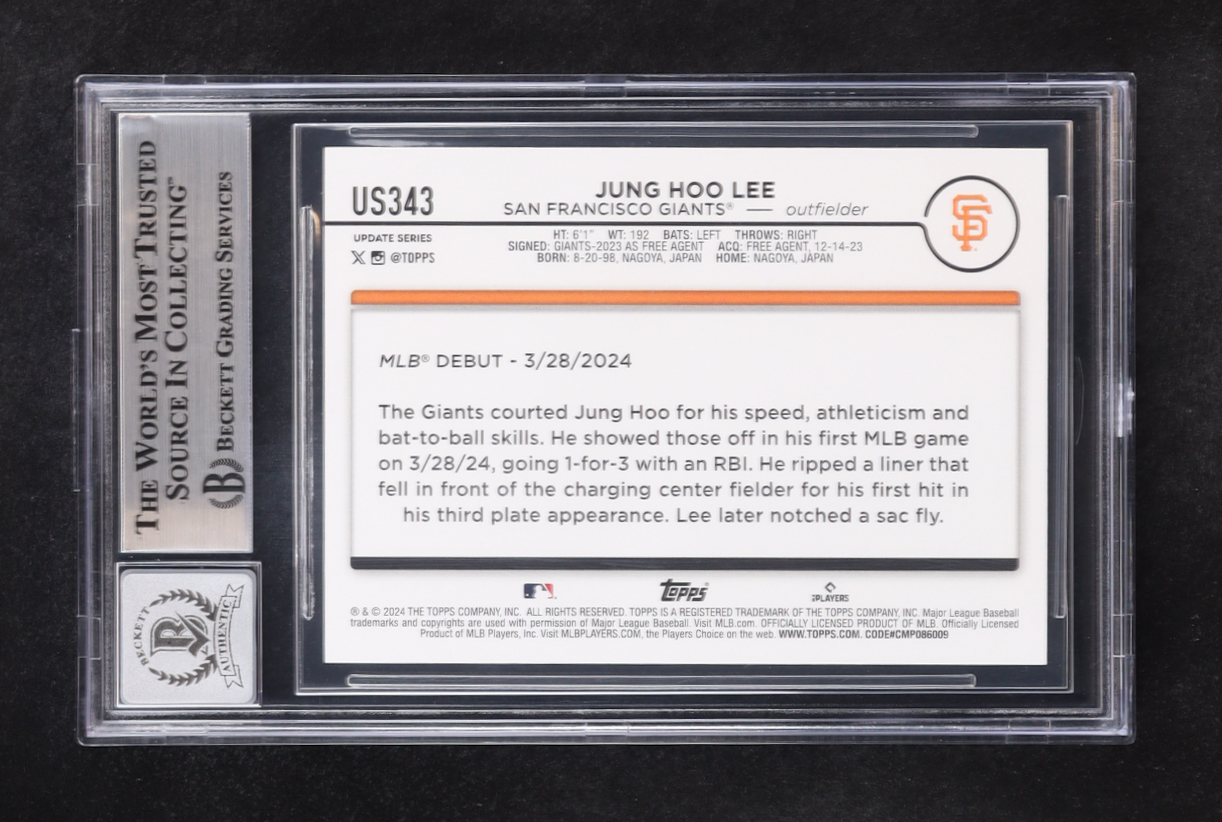 THE WORLD'S MOST TRUSTED
SOURCE IN COLLECTING™
B BECKETT GRADING SERVICES
BECKETT
AUTHENTIC
US343
UPDATE SERIES
@TOPPS
JUNG HOO LEE
SAN FRANCISCO GIANTS® — outfielder
SF
HT: 6'1" WT: 192 BATS: LEFT THROWS: RIGHT
SIGNED: GIANTS-2023 AS FREE AGENT ACQ: FREE AGENT, 12-14-23
BORN: 8-20-98, NAGOYA, JAPAN HOME: NAGOYA, JAPAN
MLB® DEBUT - 3/28/2024
The Giants courted Jung Hoo for his speed, athleticism and
bat-to-ball skills. He showed those off in his first MLB game
on 3/28/24, going 1-for-3 with an RBI. He ripped a liner that
fell in front of the charging center fielder for his first hit in
his third plate appearance. Lee later notched a sac fly.
Topps®
PLAYERS
® & © 2024 THE TOPPS COMPANY, INC. ALL RIGHTS RESERVED. TOPPS IS A REGISTERED TRADEMARK OF THE TOPPS COMPANY, INC. Major League Baseball
trademarks and copyrights are used with permission of Major League Baseball. Visit MLB.com. OFFICIALLY LICENSED PRODUCT OF MLB. Officially Licensed
Product of MLB Players, Inc. Visit MLBPLAYERS.COM, the Players Choice on the web. WWW.TOPPS.COM. CODE#CMP086009